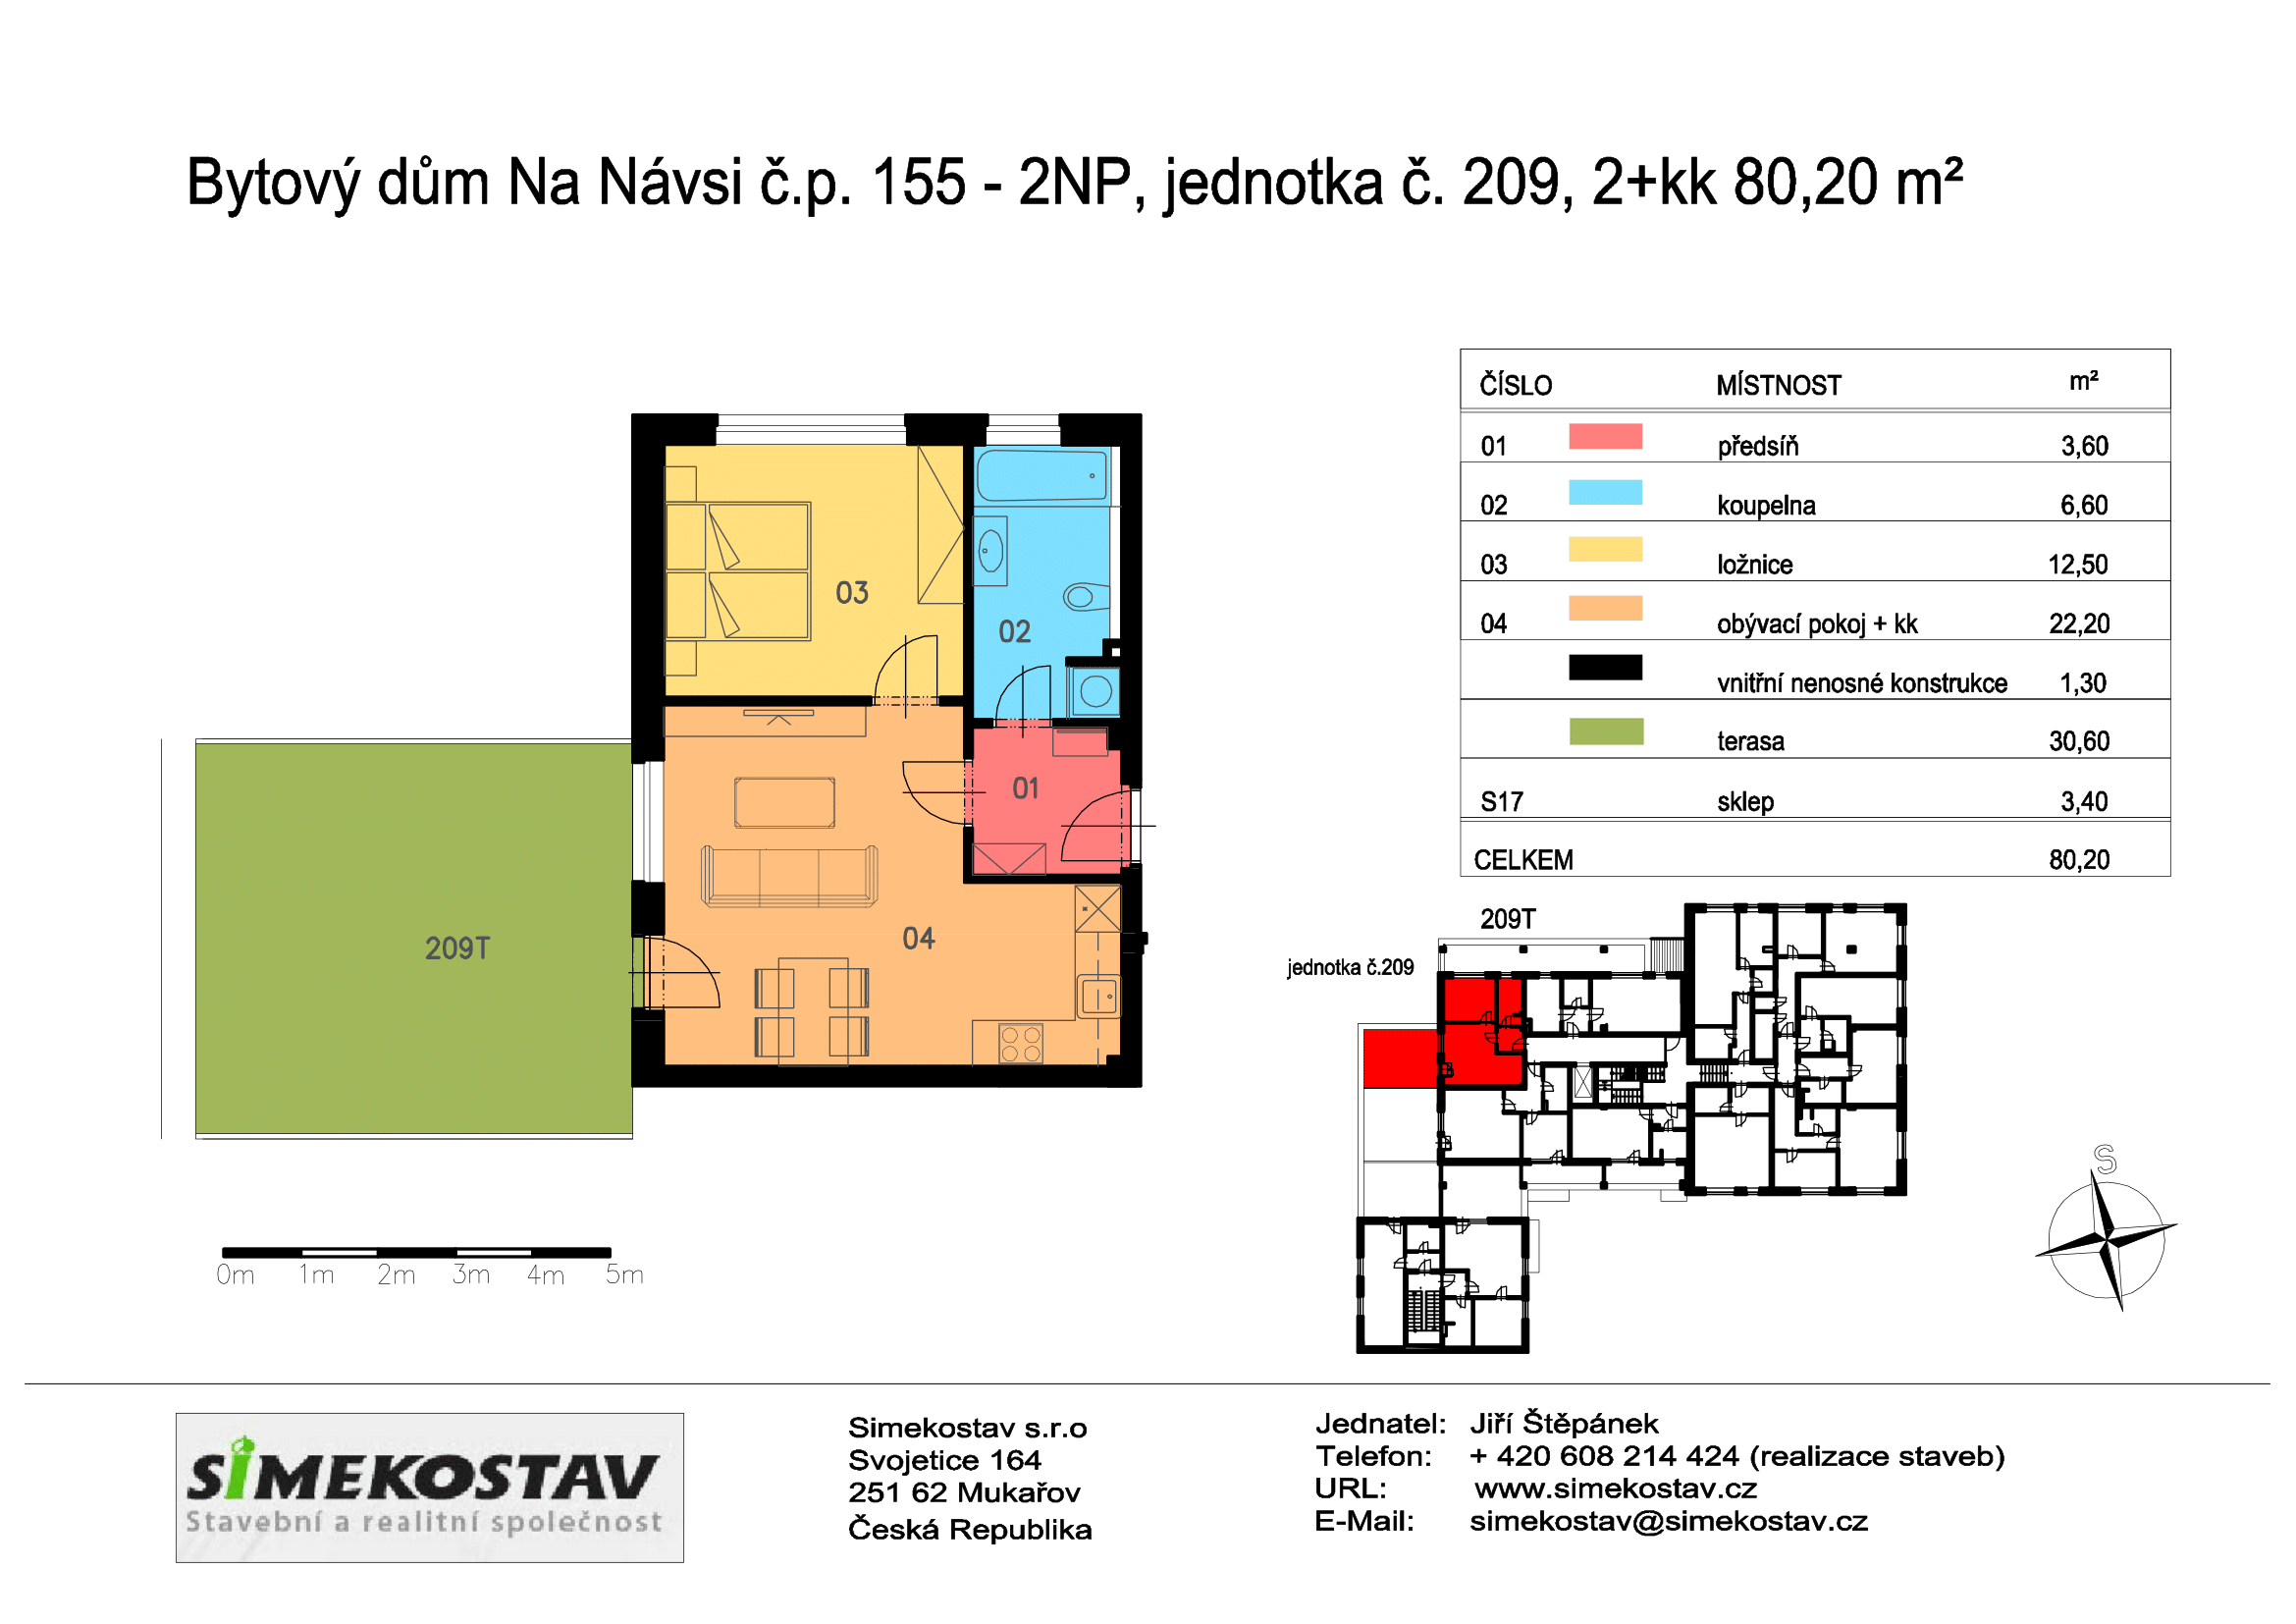 Bytový dům Na Návsi č.p. 155 - 2NP, jednotka č. 209, 2+kk 80,20 m²
ČÍSLO MÍSTNOST m²
01 předsíň 3,60
02 koupelna 6,60
03 ložnice 12,50
04 obývací pokoj + kk 22,20
vnitřní nenosné konstrukce 1,30
terasa 30,60
S17 sklep 3,40
CELKEM 80,20
03
02
01
04
209T
209T
jednotka č.209
S
0m 1m 2m 3m 4m 5m
SIMEKOSTAV
Stavební a realitní společnost
Simekostav s.r.o
Svojetice 164
251 62 Mukařov
Česká Republika
Jednatel: Jiří Štěpánek
Telefon: + 420 608 214 424 (realizace staveb)
URL: www.simekostav.cz
E-Mail: simekostav@simekostav.cz